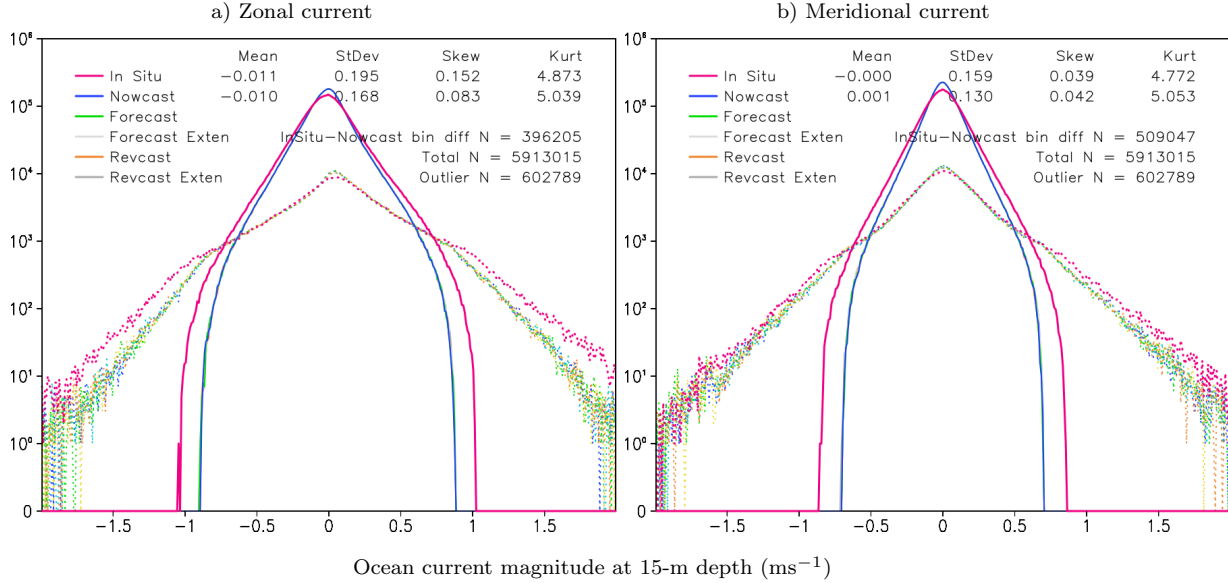 a) Zonal current
b) Meridional current
Mean StDev Skew Kurt
In Situ −0.011 0.195 0.152 4.873
Nowcast −0.010 0.168 0.083 5.039
Forecast
Forecast Exten InSitu−Nowcast bin diff N = 396205
Revcast Total N = 5913015
Revcast Exten Outlier N = 602789
10⁶
10⁵
10⁴
10³
10²
10¹
10⁰
0
−1.5 −1 −0.5 0 0.5 1 1.5
Mean StDev Skew Kurt
In Situ −0.000 0.159 0.039 4.772
Nowcast 0.001 0.130 0.042 5.053
Forecast
Forecast Exten InSitu−Nowcast bin diff N = 509047
Revcast Total N = 5913015
Revcast Exten Outlier N = 602789
10⁶
10⁵
10⁴
10³
10²
10¹
10⁰
0
−1.5 −1 −0.5 0 0.5 1 1.5
Ocean current magnitude at 15-m depth (ms⁻¹)